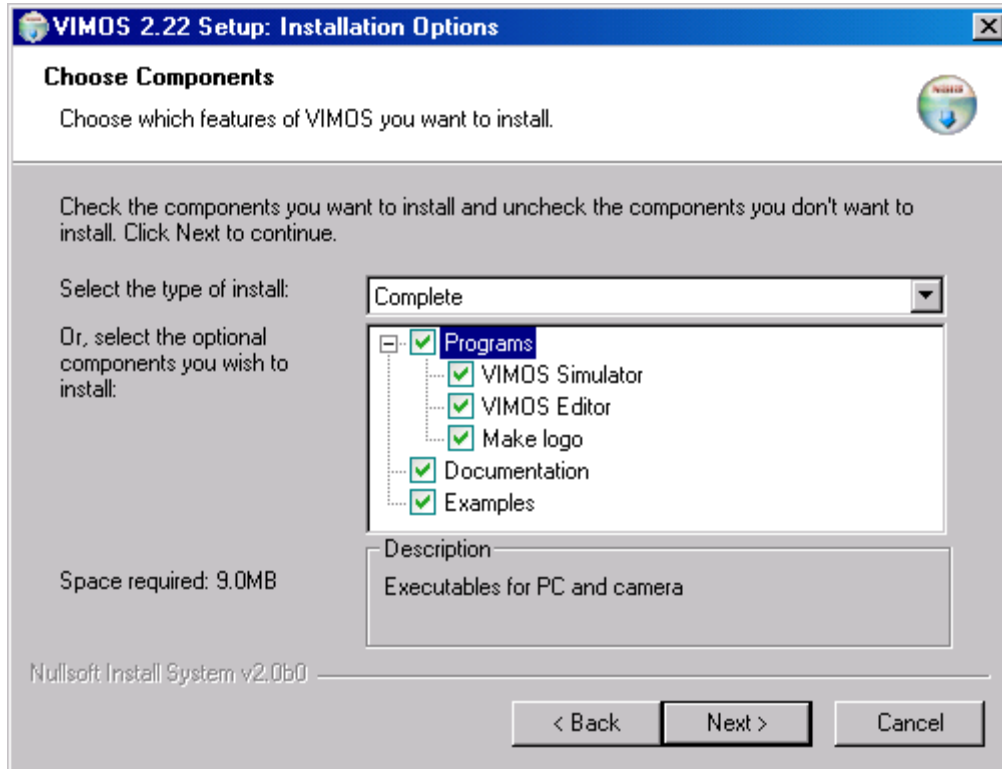 VIMOS 2.22 Setup: Installation Options
Choose Components
Choose which features of VIMOS you want to install.
Check the components you want to install and uncheck the components you don't want to
install. Click Next to continue.
Select the type of install:
Complete
Or, select the optional
components you wish to
install:
Programs
VIMOS Simulator
VIMOS Editor
Make logo
Documentation
Examples
Space required: 9.0MB
Description
Executables for PC and camera
Nullsoft Install System v2.0b0
< Back
Next >
Cancel